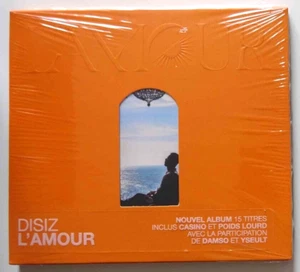 L'AMOUR
NOUVEL ALBUM 15 TITRES
INCLUS CASINO ET POIDS LOURD
AVEC LA PARTICIPATION
DE DAMSO ET YSEULT
DISIZ
L'AMOUR